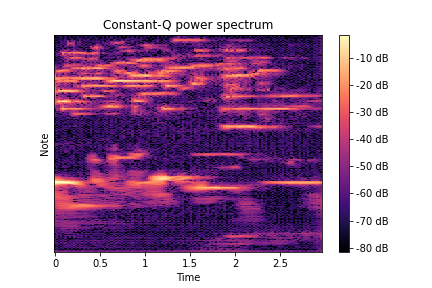 Constant-Q power spectrum
Note
-10 dB
-20 dB
-30 dB
-40 dB
-50 dB
-60 dB
-70 dB
-80 dB
0
0.5
1
1.5
2
2.5
Time